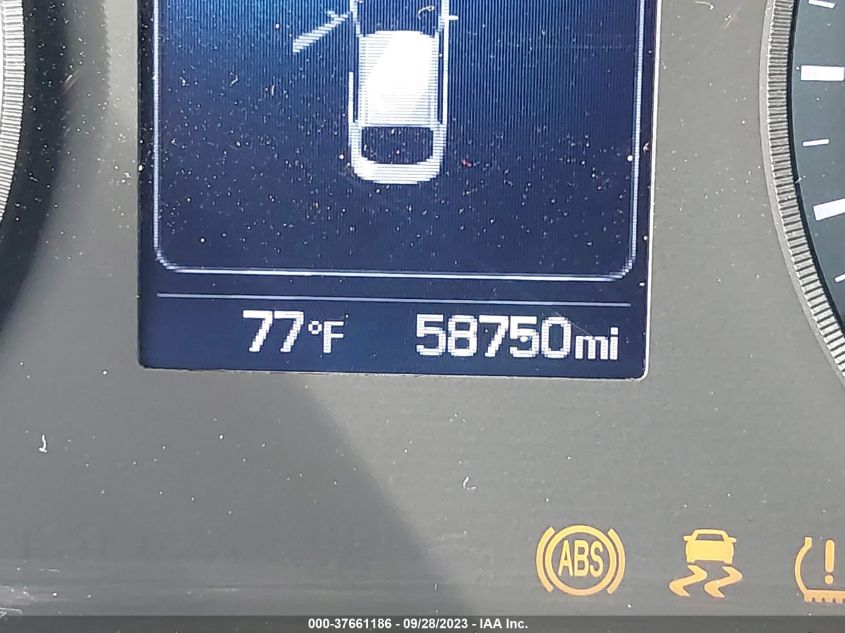 77°F 58750mi
ABS
!
000-37661186 - 09/28/2023 - IAA Inc.